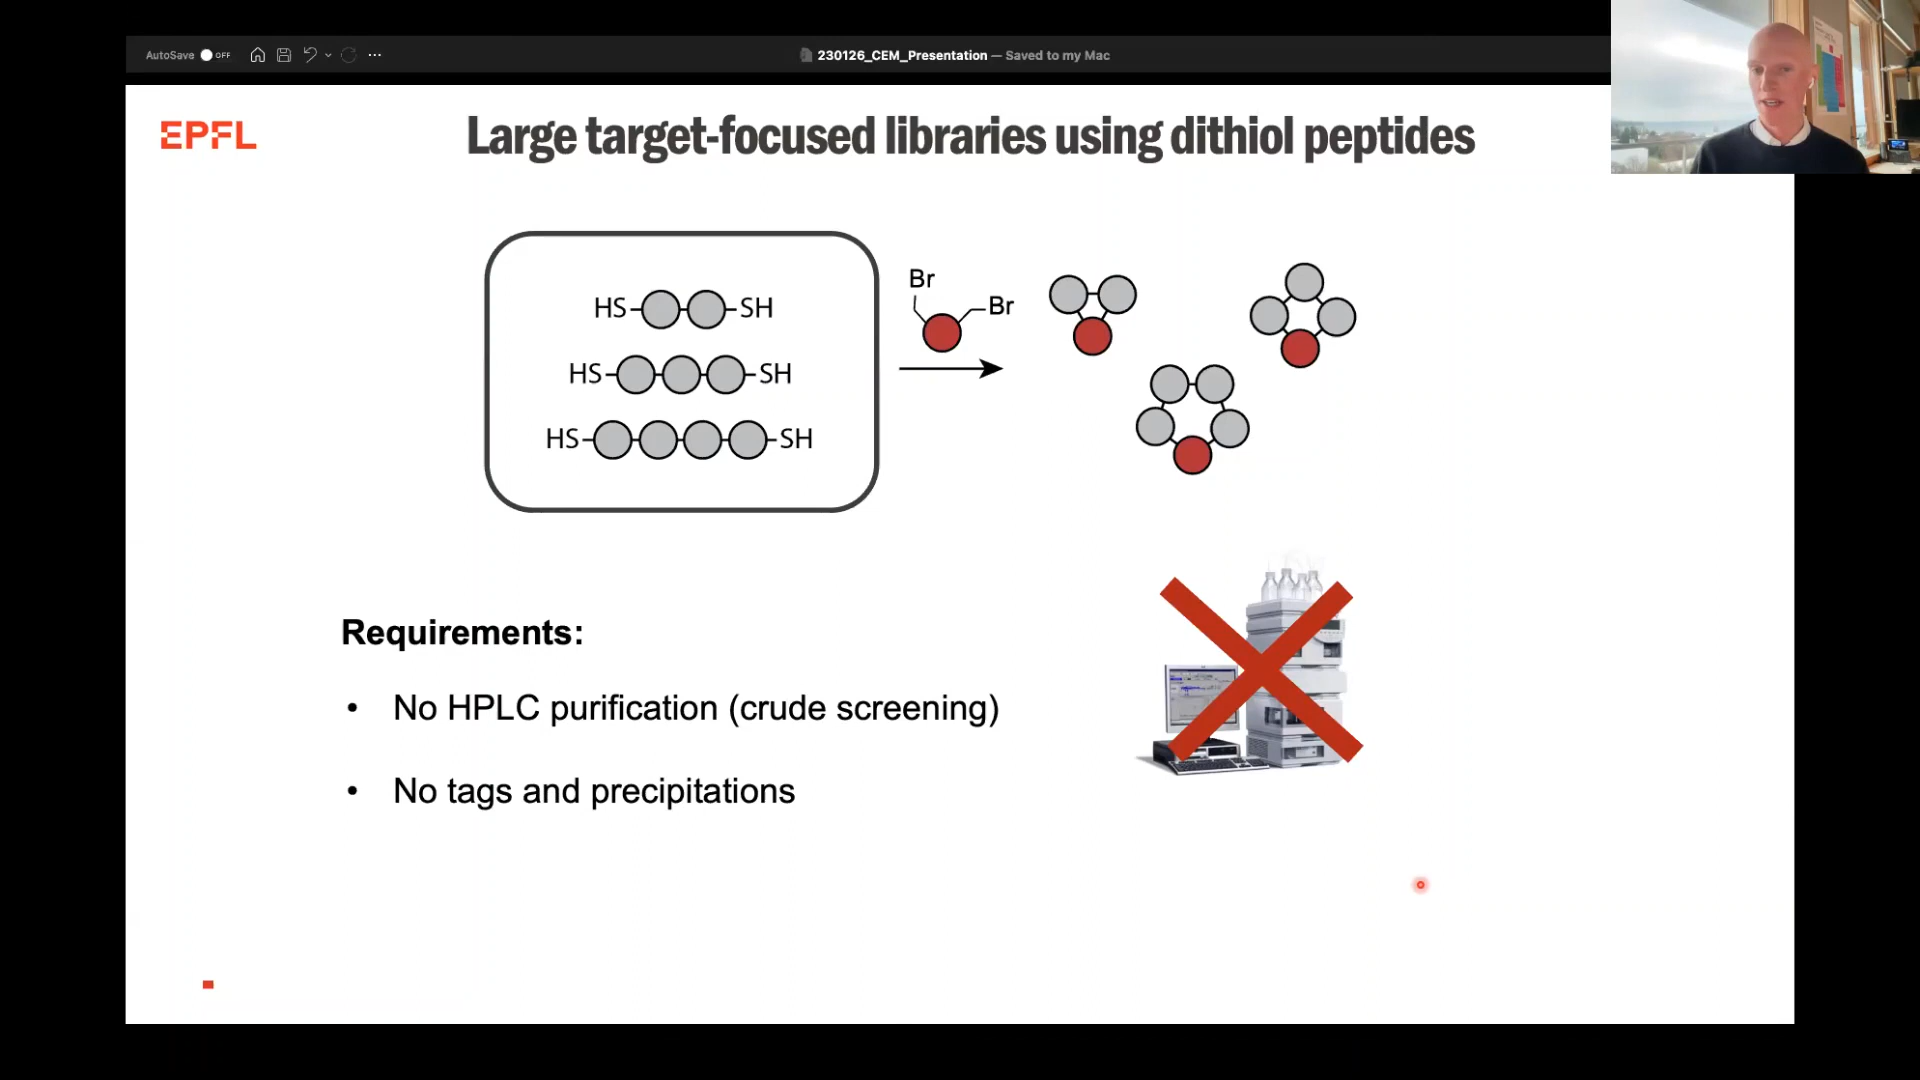 AutoSave OFF
230126_CEM_Presentation — Saved to my Mac
EPFL
Large target-focused libraries using dithiol peptides
HS SH
HS SH
HS SH
Br
Br
Requirements:
• No HPLC purification (crude screening)
• No tags and precipitations